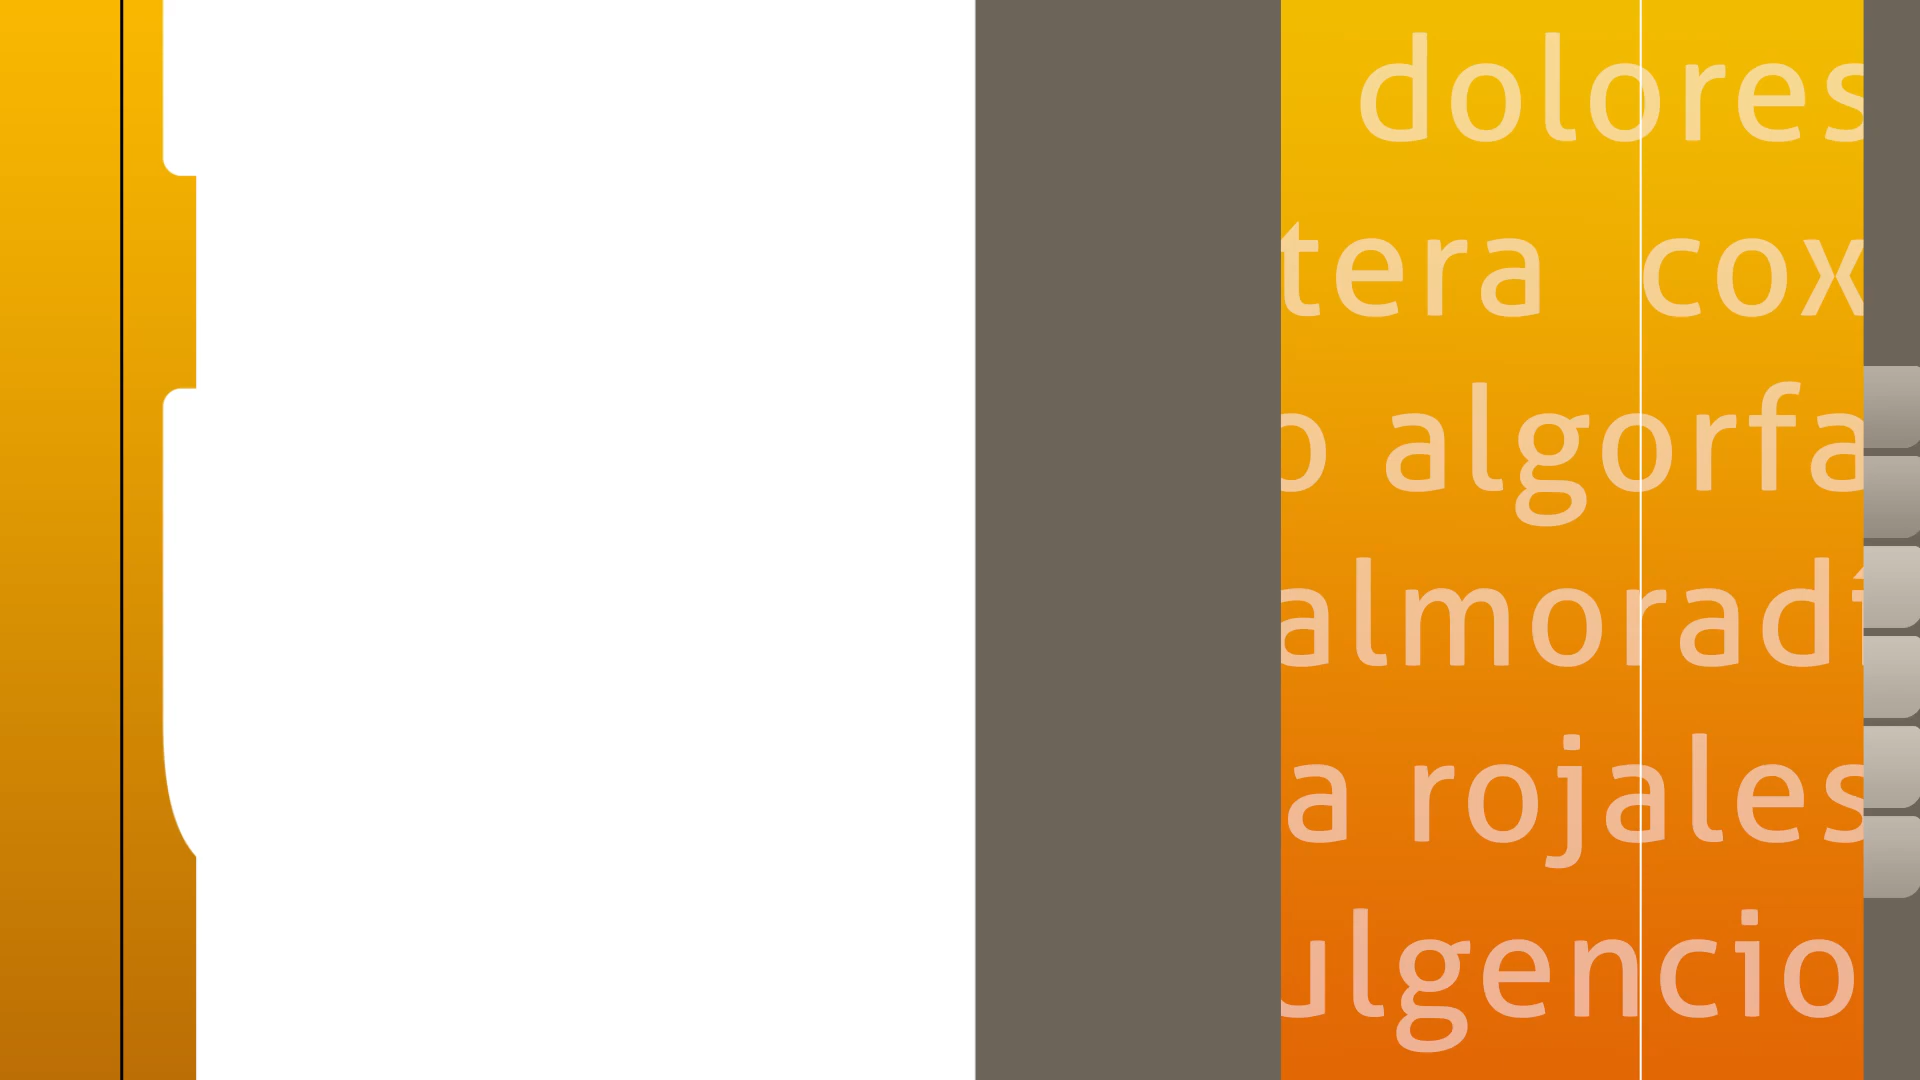 dolores
tera cox
o algorfa
almoradí
a rojales
ulgencio